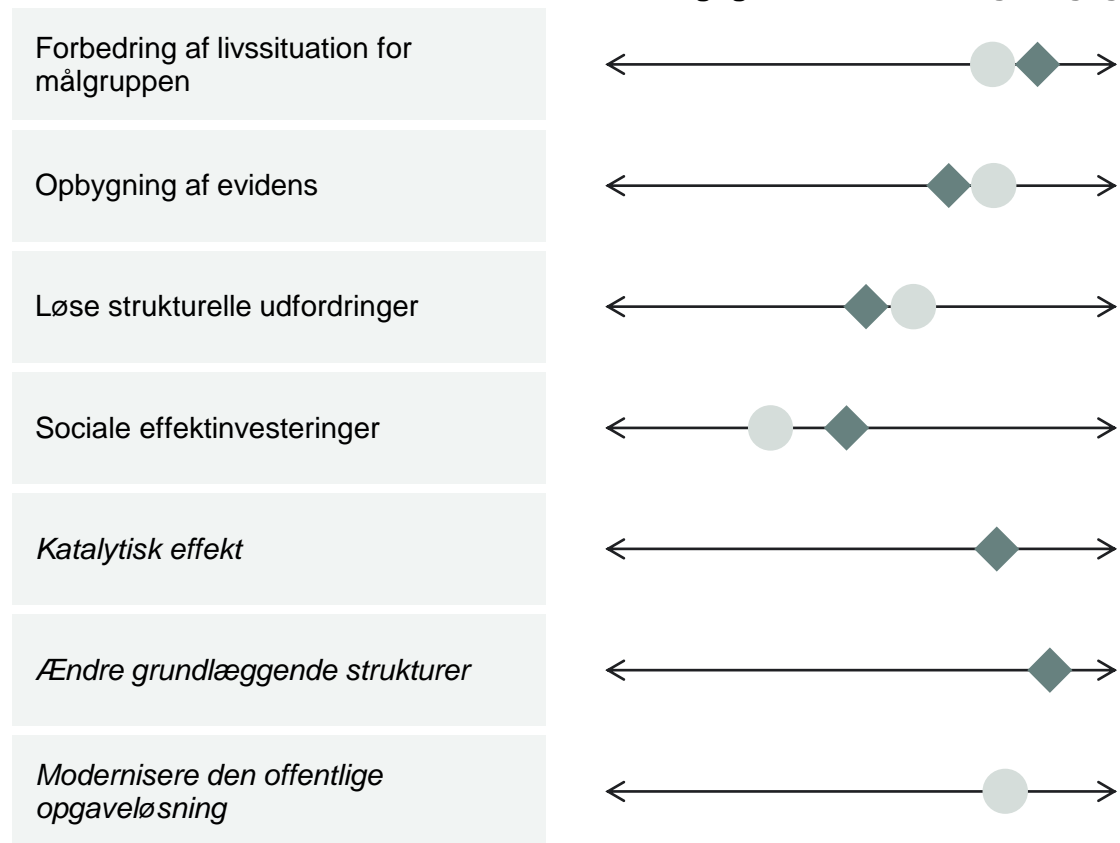 Forbedring af livssituation for
målgruppen
Opbygning af evidens
Løse strukturelle udfordringer
Sociale effektinvesteringer
Katalytisk effekt
Ændre grundlæggende strukturer
Modernisere den offentlige
opgaveløsning